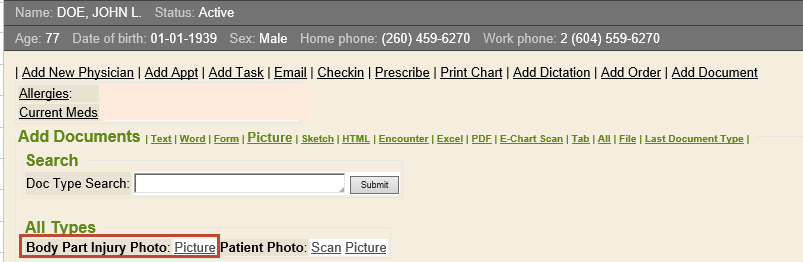 Name: DOE, JOHN L. Status: Active
Age: 77 Date of birth: 01-01-1939 Sex: Male Home phone: (260) 459-6270 Work phone: 2 (604) 559-6270
| Add New Physician | Add Appt | Add Task | Email | Checkin | Prescribe | Print Chart | Add Dictation | Add Order | Add Document
Allergies:
Current Meds
Add Documents | Text | Word | Form | Picture | Sketch | HTML | Encounter | Excel | PDF | E-Chart Scan | Tab | All | File | Last Document Type |
Search
Doc Type Search: Submit
All Types
Body Part Injury Photo: Picture Patient Photo: Scan Picture